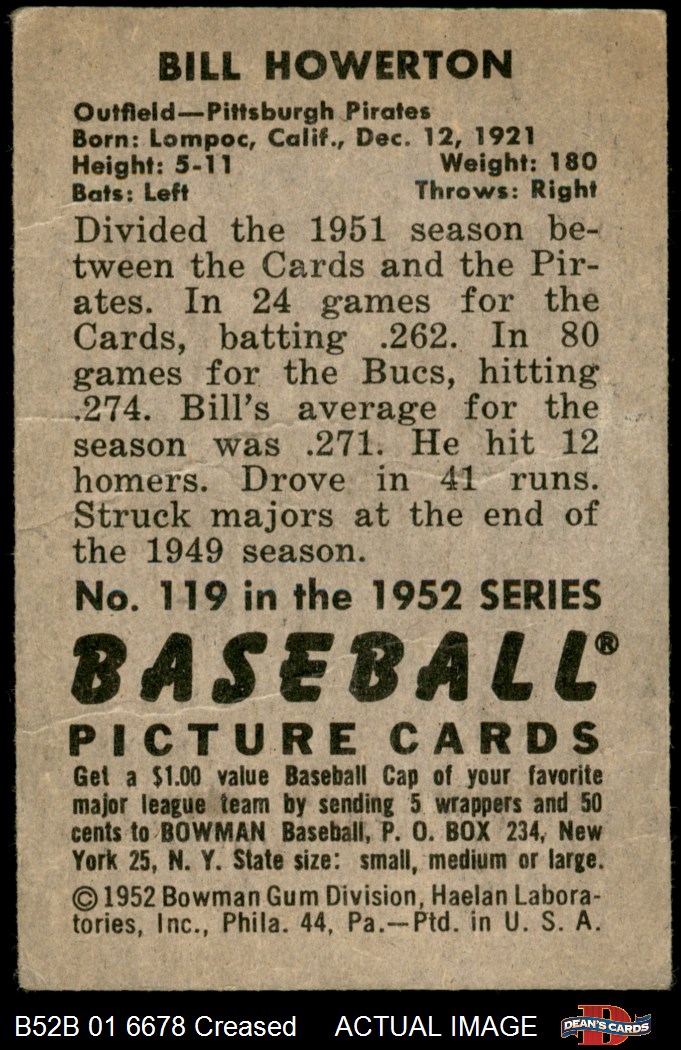 BILL HOWERTON
Outfield—Pittsburgh Pirates
Born: Lompoc, Calif., Dec. 12, 1921
Height: 5-11 Weight: 180
Bats: Left Throws: Right
Divided the 1951 season be-
tween the Cards and the Pir-
ates. In 24 games for the
Cards, batting .262. In 80
games for the Bucs, hitting
.274. Bill's average for the
season was .271. He hit 12
homers. Drove in 41 runs.
Struck majors at the end of
the 1949 season.
No. 119 in the 1952 SERIES
BASEBALL®
PICTURE CARDS
Get a $1.00 value Baseball Cap of your favorite
major league team by sending 5 wrappers and 50
cents to BOWMAN Baseball, P. O. BOX 234, New
York 25, N. Y. State size: small, medium or large.
© 1952 Bowman Gum Division, Haelan Labora-
tories, Inc., Phila. 44, Pa.—Ptd. in U. S. A.
B52B 01 6678 Creased ACTUAL IMAGE
D
DEAN'S CARDS